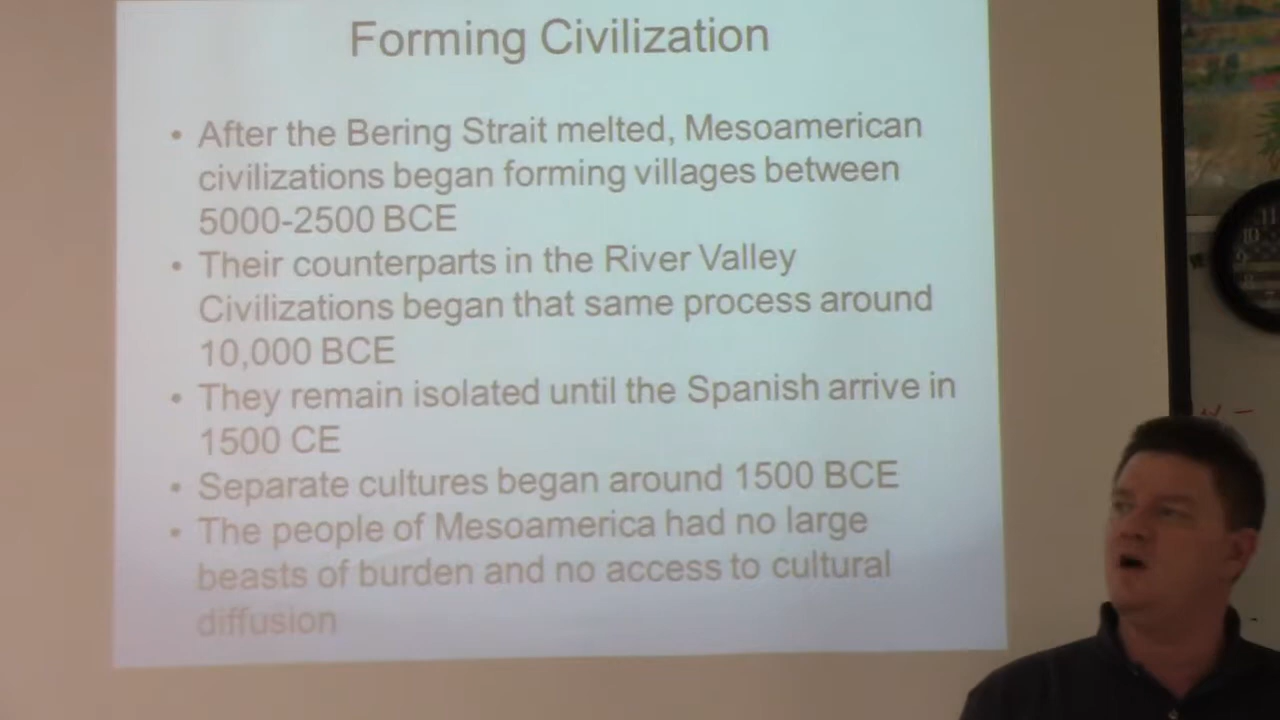 Forming Civilization
• After the Bering Strait melted, Mesoamerican
civilizations began forming villages between
5000-2500 BCE
• Their counterparts in the River Valley
Civilizations began that same process around
10,000 BCE
• They remain isolated until the Spanish arrive in
1500 CE
• Separate cultures began around 1500 BCE
• The people of Mesoamerica had no large
beasts of burden and no access to cultural
diffusion
11
10
9